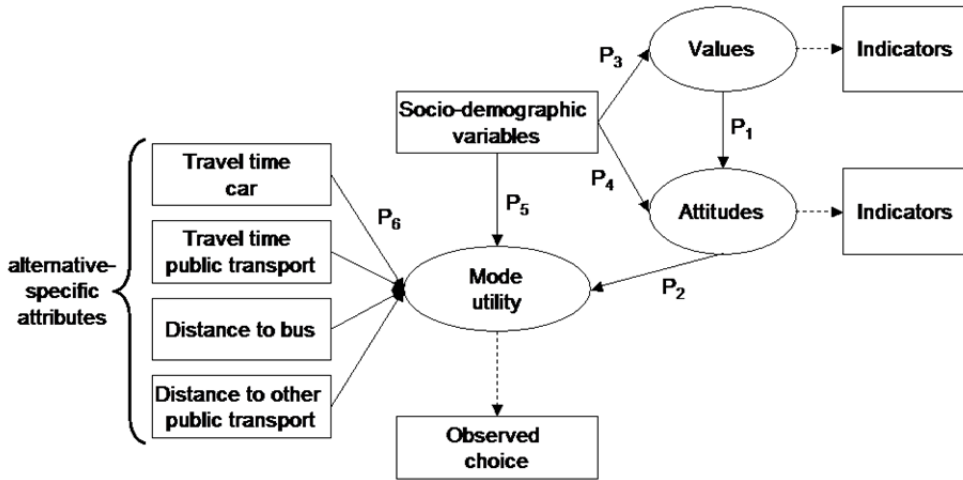 Values
Indicators
P3
Socio-demographic
variables
P1
P4
Travel time
car
P6
P5
Attitudes
Indicators
Travel time
public transport
alternative-
specific
attributes
Mode
utility
P2
Distance to bus
Distance to other
public transport
Observed
choice